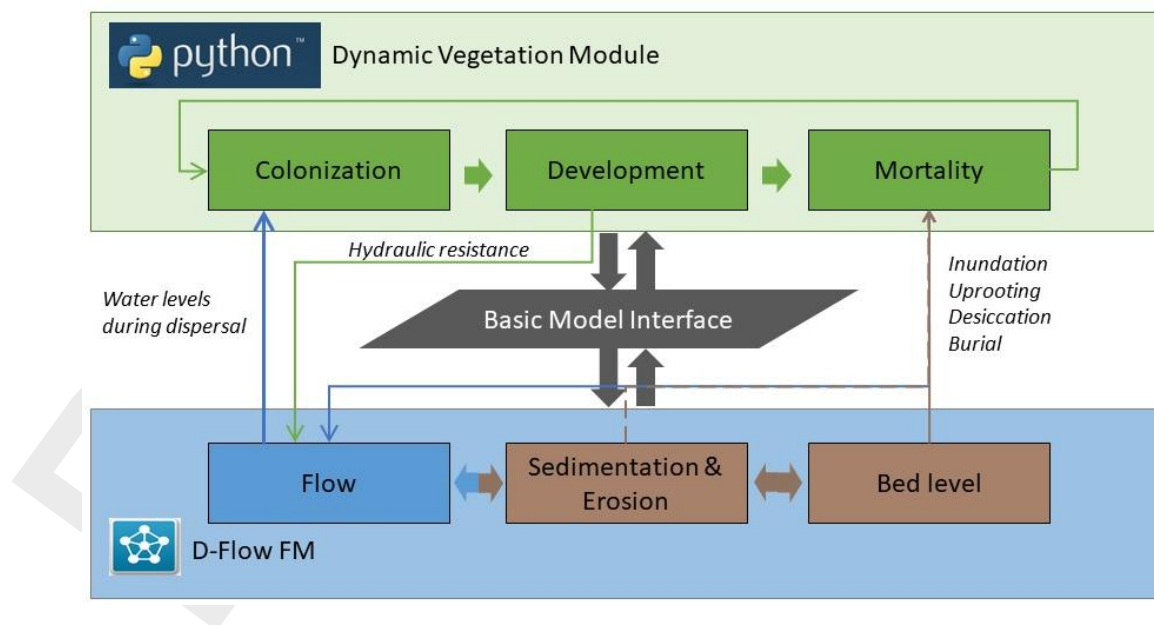 python™ Dynamic Vegetation Module
Colonization
Development
Mortality
Hydraulic resistance
Water levels
during dispersal
Basic Model Interface
Inundation
Uprooting
Desiccation
Burial
Flow
Sedimentation &
Erosion
Bed level
D-Flow FM